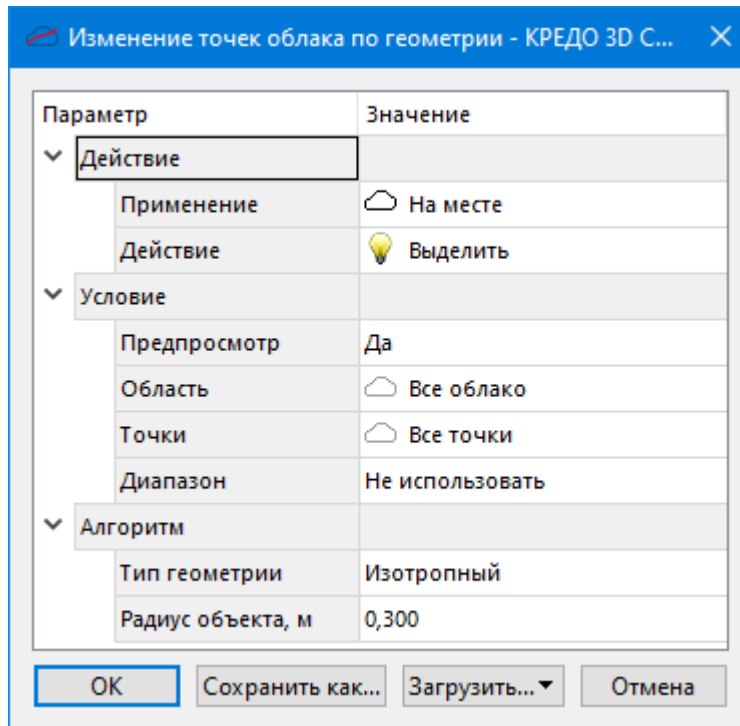 Изменение точек облака по геометрии - КРЕДО 3D С...
Параметр Значение
Действие
Применение На месте
Действие Выделить
Условие
Предпросмотр Да
Область Все облако
Точки Все точки
Диапазон Не использовать
Алгоритм
Тип геометрии Изотропный
Радиус объекта, м 0,300
ОК Сохранить как... Загрузить... Отмена